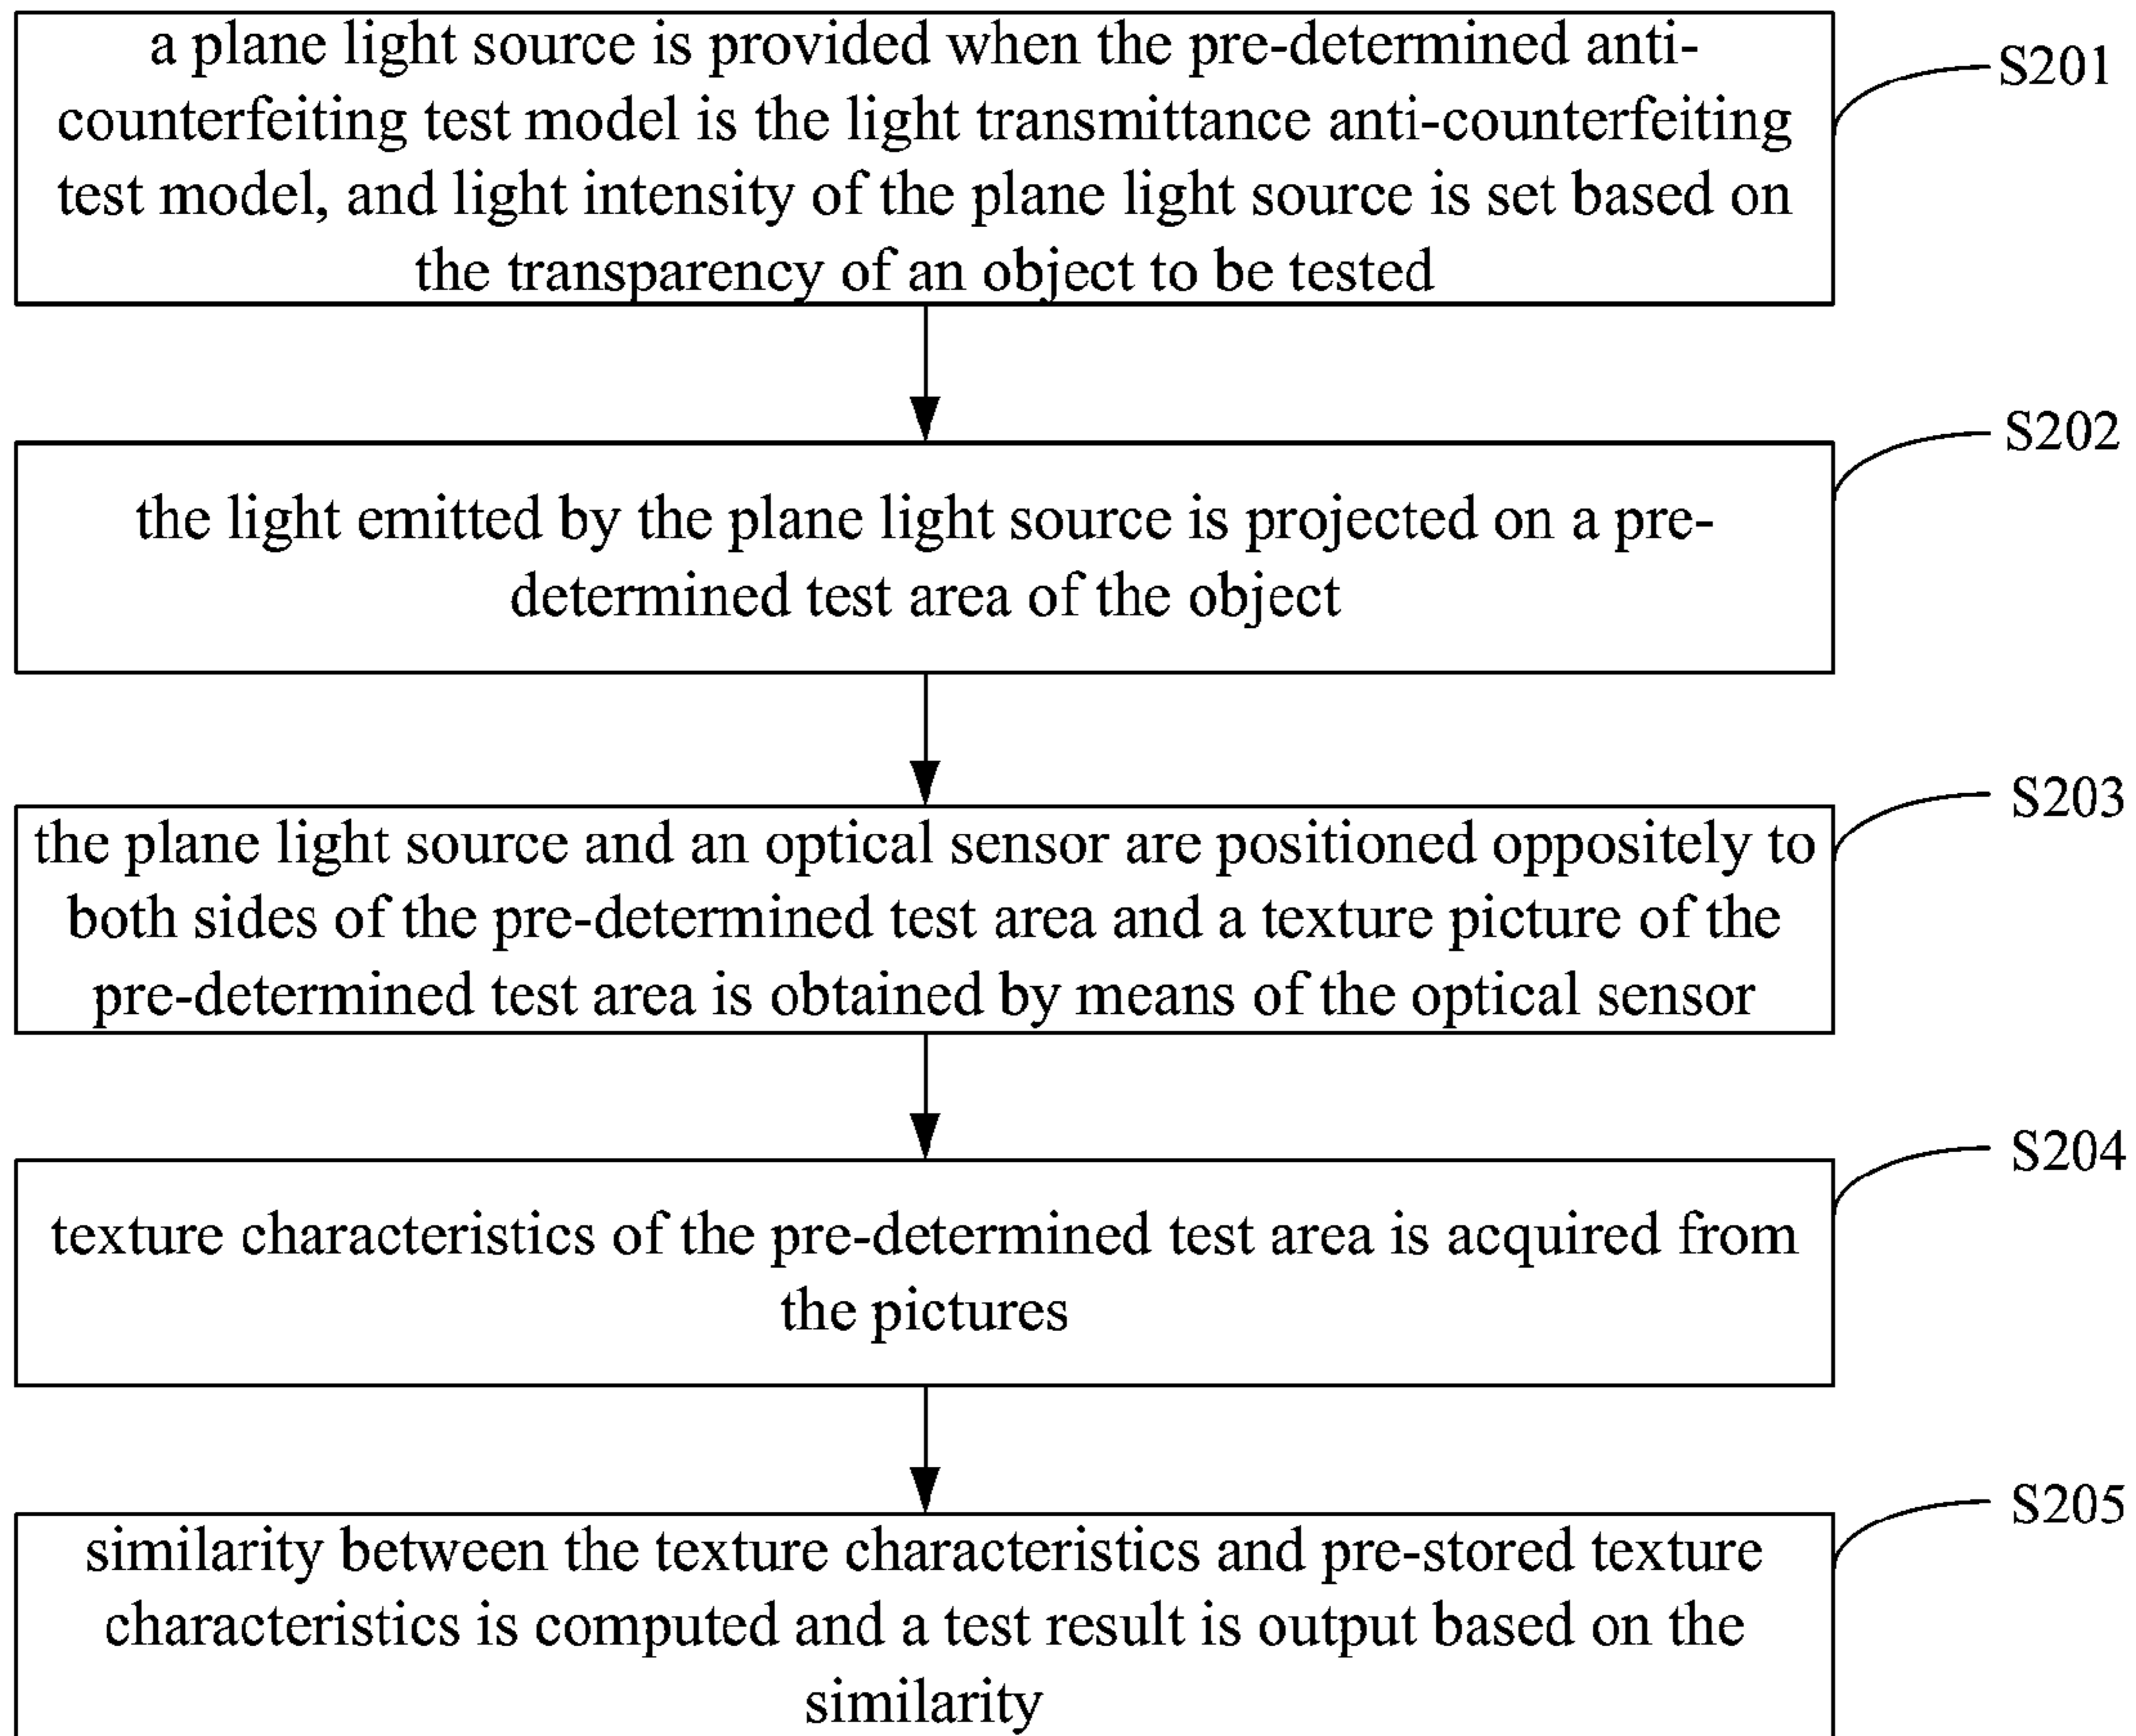 a plane light source is provided when the pre-determined anti-
counterfeiting test model is the light transmittance anti-counterfeiting
test model, and light intensity of the plane light source is set based on
the transparency of an object to be tested
S201
the light emitted by the plane light source is projected on a pre-
determined test area of the object
S202
the plane light source and an optical sensor are positioned oppositely to
both sides of the pre-determined test area and a texture picture of the
pre-determined test area is obtained by means of the optical sensor
S203
texture characteristics of the pre-determined test area is acquired from
the pictures
S204
similarity between the texture characteristics and pre-stored texture
characteristics is computed and a test result is output based on the
similarity
S205